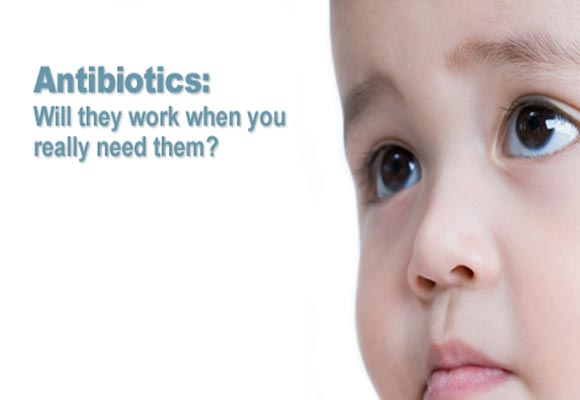 Antibiotics:
Will they work when you
really need them?